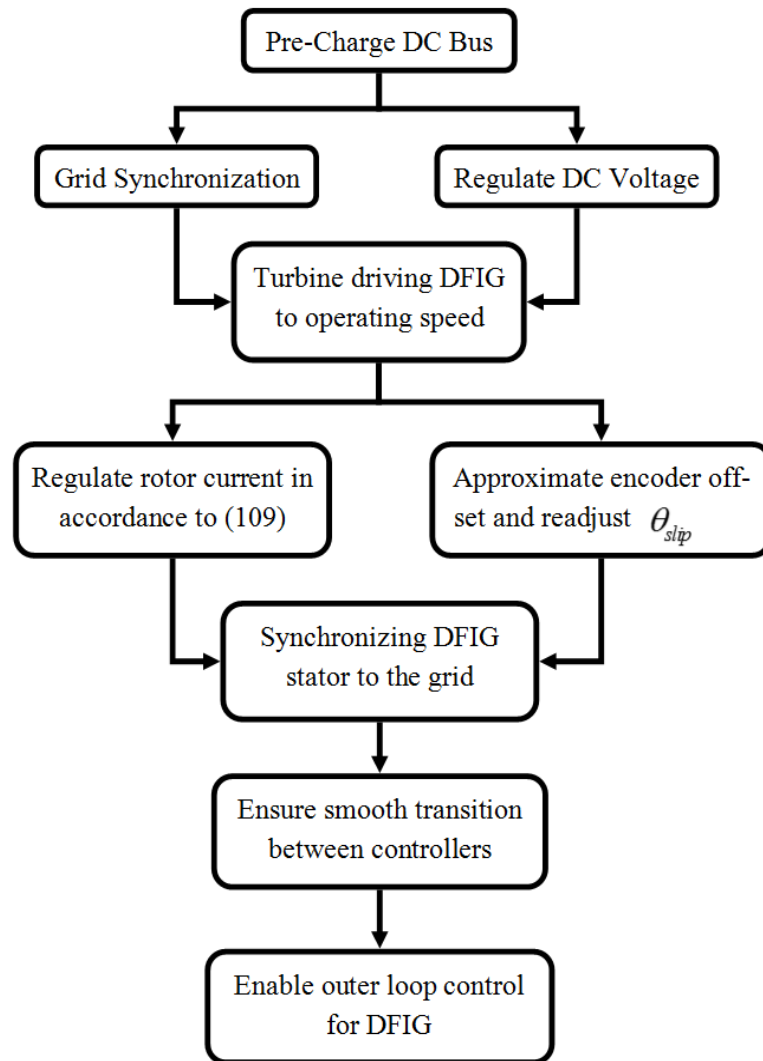 Pre-Charge DC Bus
Grid Synchronization
Regulate DC Voltage
Turbine driving DFIG
to operating speed
Regulate rotor current in
accordance to (109)
Approximate encoder off-
set and readjust θ_slip
Synchronizing DFIG
stator to the grid
Ensure smooth transition
between controllers
Enable outer loop control
for DFIG